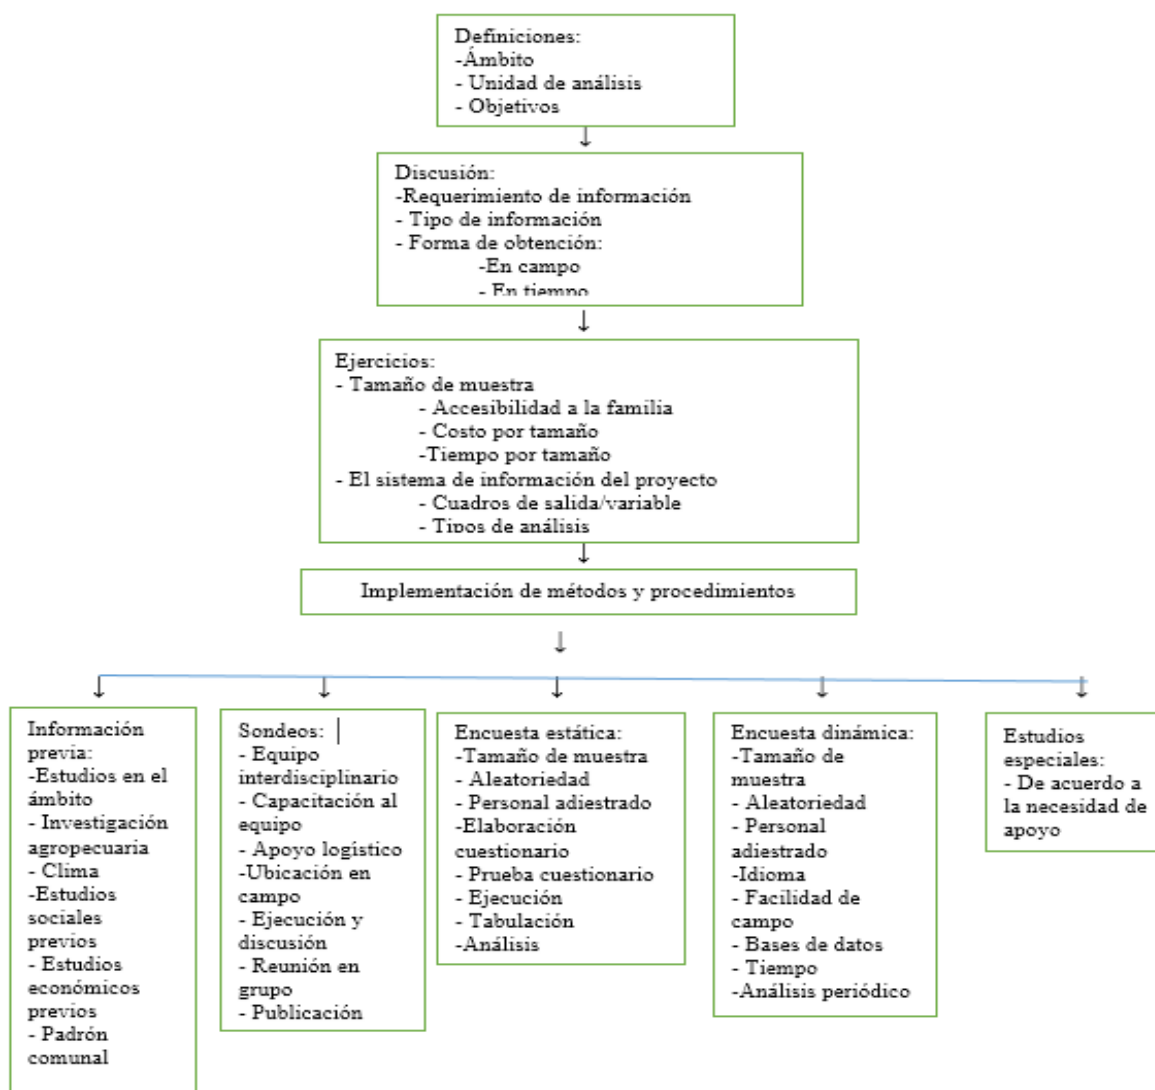 Definiciones:
-Ámbito
- Unidad de análisis
- Objetivos
Discusión:
-Requerimiento de información
- Tipo de información
- Forma de obtención:
-En campo
- En tiempo
Ejercicios:
- Tamaño de muestra
- Accesibilidad a la familia
- Costo por tamaño
-Tiempo por tamaño
- El sistema de información del proyecto
- Cuadros de salida/variable
- Tipos de análisis
Implementación de métodos y procedimientos
Información
previa:
-Estudios en el
ámbito
- Investigación
agropecuaria
- Clima
-Estudios
sociales
previos
- Estudios
económicos
previos
- Padrón
comunal
Sondeos:
- Equipo
interdisciplinario
- Capacitación al
equipo
- Apoyo logístico
-Ubicación en
campo
- Ejecución y
discusión
- Reunión en
grupo
- Publicación
Encuesta estática:
-Tamaño de muestra
- Aleatoriedad
- Personal adiestrado
-Elaboración
cuestionario
- Prueba cuestionario
- Ejecución
- Tabulación
-Análisis
Encuesta dinámica:
-Tamaño de
muestra
- Aleatoriedad
- Personal
adiestrado
-Idioma
- Facilidad de
campo
- Bases de datos
- Tiempo
-Análisis periódico
Estudios
especiales:
- De acuerdo a
la necesidad de
apoyo